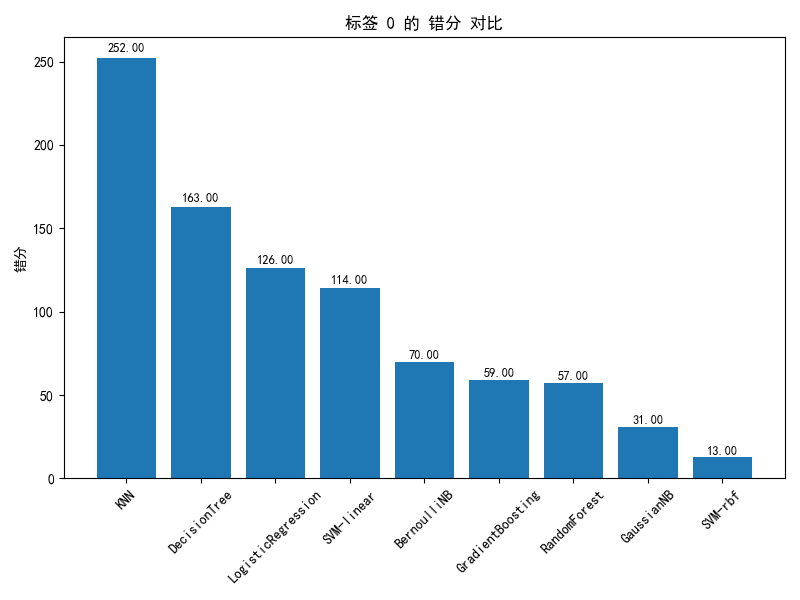 标签 0 的 错分 对比
错分
250
200
150
100
50
0
252.00
163.00
126.00
114.00
70.00
59.00
57.00
31.00
13.00
KNN
DecisionTree
LogisticRegression
SVM-linear
BernoulliNB
GradientBoosting
RandomForest
GaussianNB
SVM-rbf